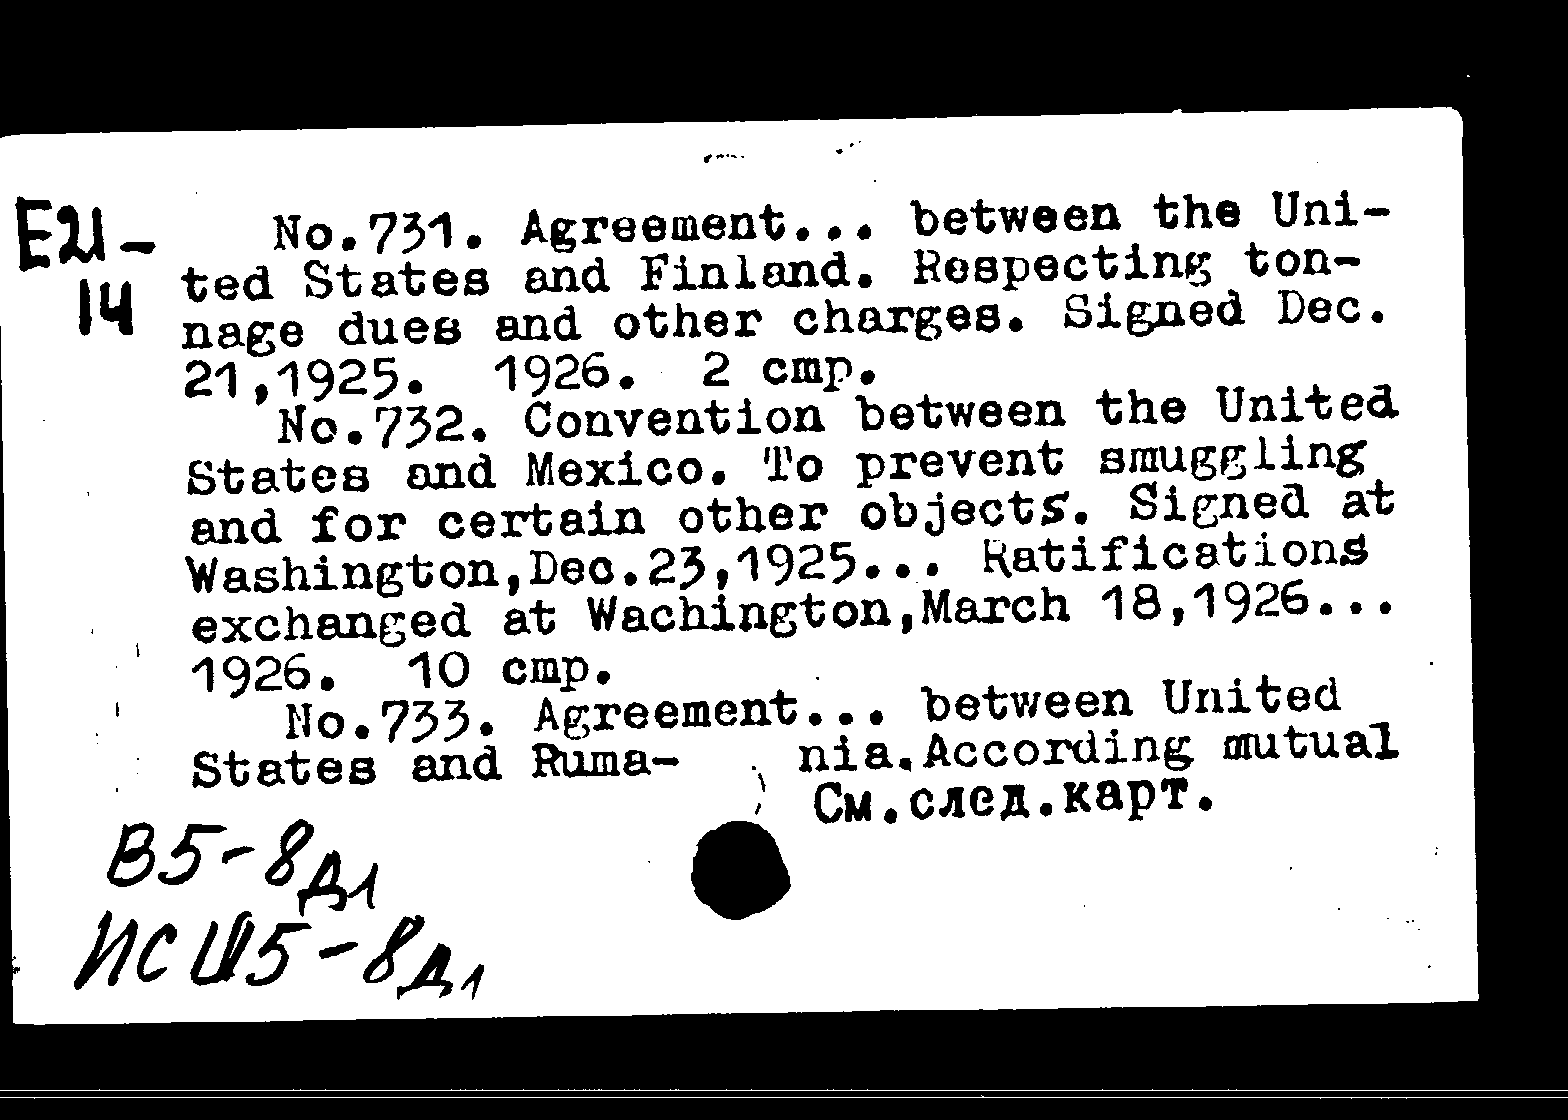 E21-
14
No.731. Agreement... between the Uni-
ted States and Finland. Respecting ton-
nage dues and other charges. Signed Dec.
21,1925. 1926. 2 стр.
No.732. Convention between the United
States and Mexico. To prevent smuggling
and for certain other objects. Signed at
Washington,Dec.23,1925... Ratifications
exchanged at Wachington,March 18,1926...
1926. 10 стр.
No.733. Agreement... between United
States and Ruma- nia.According mutual
См.след.карт.
В5-8д1
ИСШ5-8д1